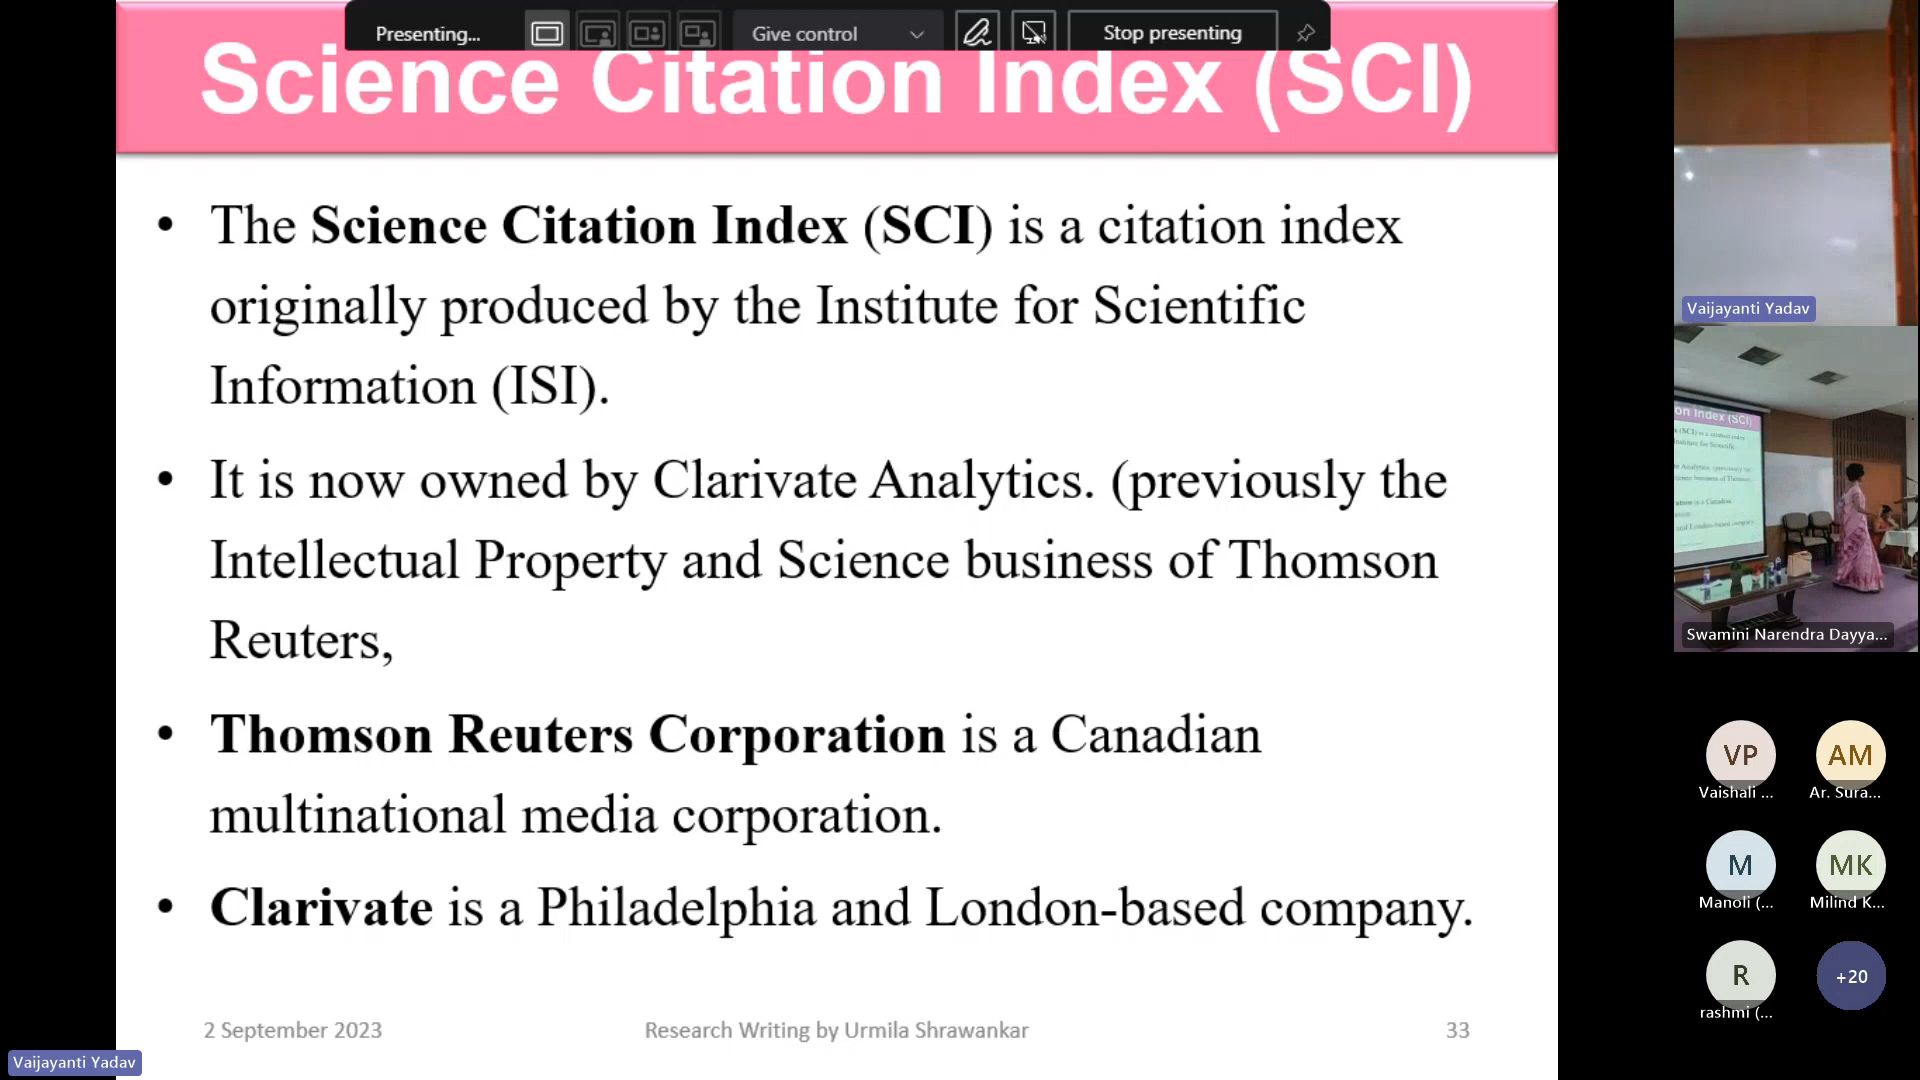 Presenting...
Give control
Stop presenting
Science Citation Index (SCI)
• The Science Citation Index (SCI) is a citation index
originally produced by the Institute for Scientific
Information (ISI).
• It is now owned by Clarivate Analytics. (previously the
Intellectual Property and Science business of Thomson
Reuters,
• Thomson Reuters Corporation is a Canadian
multinational media corporation.
• Clarivate is a Philadelphia and London-based company.
2 September 2023
Research Writing by Urmila Shrawankar
33
Vaijayanti Yadav
Vaijayanti Yadav
on Index (SCI)
Swamini Narendra Dayya...
VP
Vaishali ...
AM
Ar. Sura...
M
Manoli (...
MK
Milind K...
R
rashmi (...
+20